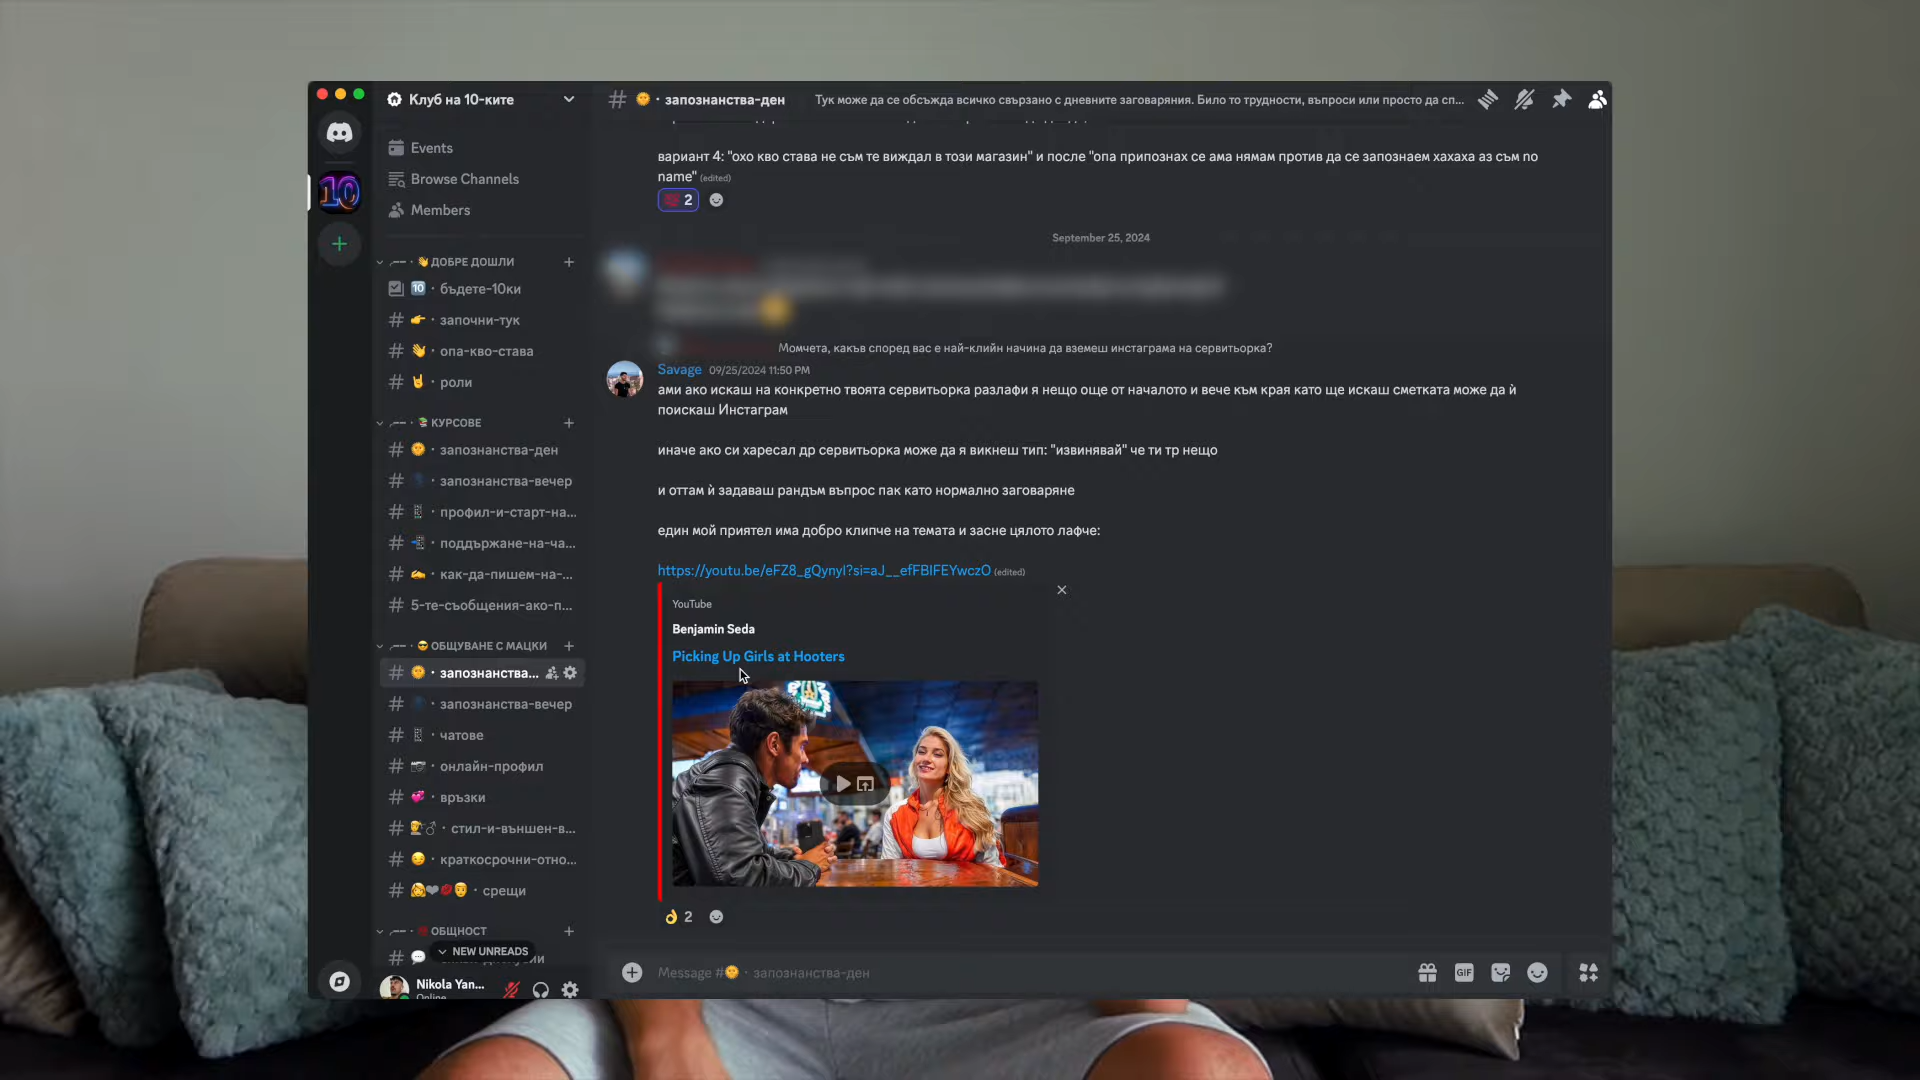 Клуб на 10-ките
Events
Browse Channels
Members
ДОБРЕ ДОШЛИ
бъдете-10ки
започни-тук
опа-кво-става
роли
КУРСОВЕ
запознанства-ден
запознанства-вечер
профил-и-старт-на...
поддържане-на-ча...
как-да-пишем-на-...
5-те-съобщения-ако-п...
ОБЩУВАНЕ С МАЦКИ
запознанства...
запознанства-вечер
чатове
онлайн-профил
връзки
стил-и-външен-в...
краткосрочни-отно...
срещи
ОБЩНОСТ
NEW UNREADS
Nikola Yan...
Online
# · запознанства-ден
Тук може да се обсъжда всичко свързано с дневните заговаряния. Било то трудности, въпроси или просто да сп...
вариант 4: "охо кво става не съм те виждал в този магазин" и после "опа припознах се ама нямам против да се запознаем хахаха аз съм no
name" (edited)
2
September 25, 2024
Момчета, какъв според вас е най-клийн начина да вземеш инстаграма на сервитьорка?
Savage 09/25/2024 11:50 PM
ами ако искаш на конкретно твоята сервитьорка разлафи я нещо още от началото и вече към края като ще искаш сметката може да ѝ
поискаш Инстаграм
иначе ако си харесал др сервитьорка може да я викнеш тип: "извинявай" че ти тр нещо
и оттам ѝ задаваш рандъм въпрос пак като нормално заговаряне
един мой приятел има добро клипче на темата и засне цялото лафче:
https://youtu.be/eFZ8_gQynyI?si=aJ__efFBIFEYwczO (edited)
YouTube
Benjamin Seda
Picking Up Girls at Hooters
2
Message # · запознанства-ден
GIF